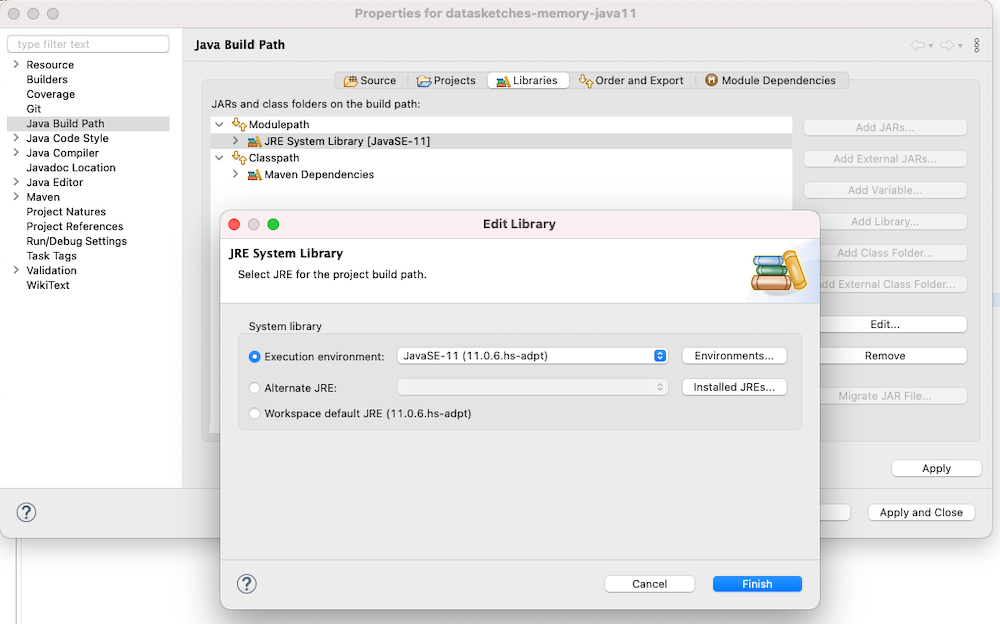 Properties for datasketches-memory-java11
type filter text
Resource
Builders
Coverage
Git
Java Build Path
Java Code Style
Java Compiler
Javadoc Location
Java Editor
Maven
Project Natures
Project References
Run/Debug Settings
Task Tags
Validation
WikiText
Java Build Path
Source Projects Libraries Order and Export Module Dependencies
JARs and class folders on the build path:
Modulepath
JRE System Library [JavaSE-11]
Classpath
Maven Dependencies
Add JARs...
Add External JARs...
Add Variable...
Add Library...
Add Class Folder...
Add External Class Folder...
Edit...
Remove
Migrate JAR File...
Apply
Apply and Close
Edit Library
JRE System Library
Select JRE for the project build path.
System library
Execution environment: JavaSE-11 (11.0.6.hs-adpt) Environments...
Alternate JRE: Installed JREs...
Workspace default JRE (11.0.6.hs-adpt)
? 
? Cancel Finish